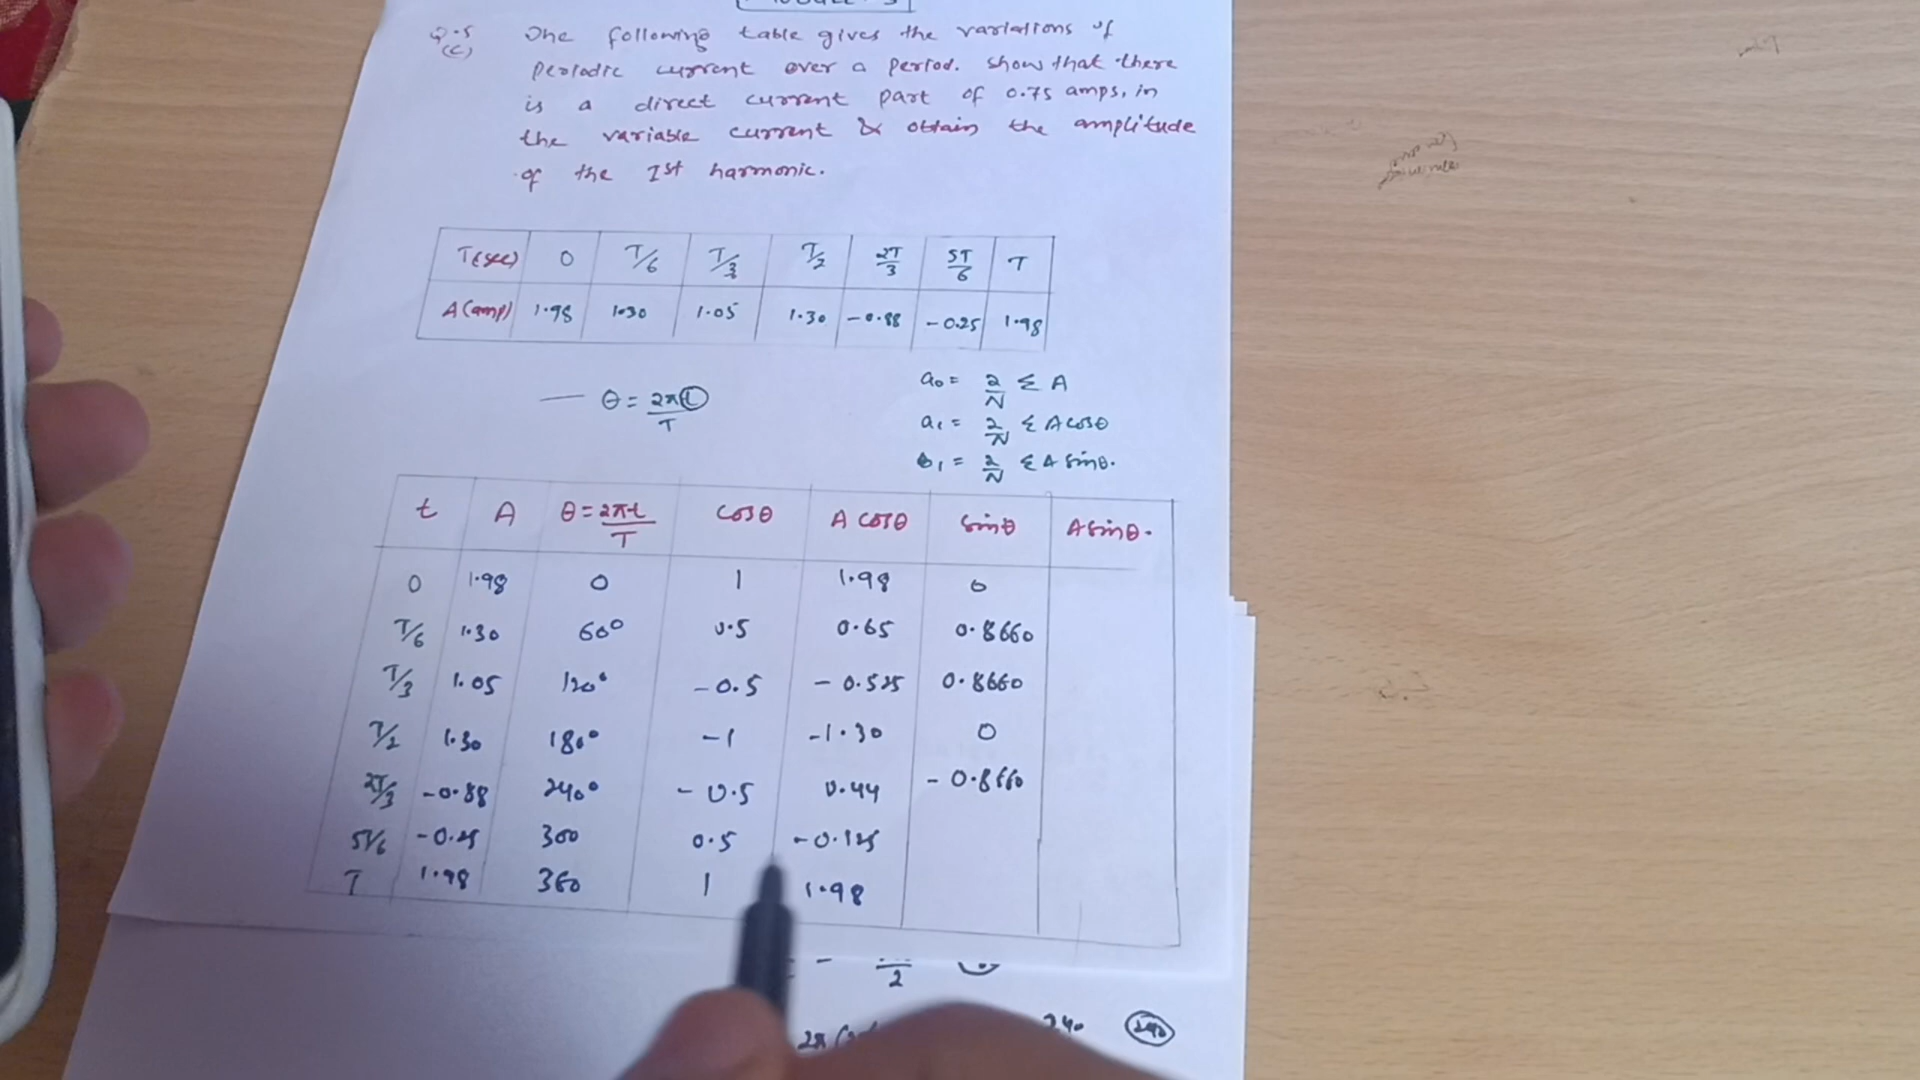 Q.5 The following table gives the variations of
(c) Periodic current over a period. Show that there
is a direct current part of 0.75 amps, in
the variable current & obtain the amplitude
of the 1st harmonic.
T(sec) 0 T/6 T/3 T/2 2T/3 5T/6 T
A(amp) 1.98 1.30 1.05 1.30 -0.88 -0.25 1.98
a0 = 2/N Σ A
θ = 2πt/T
a1 = 2/N Σ A cosθ
b1 = 2/N Σ A sinθ.
t A θ = 2πt/T cosθ A cosθ sinθ A sinθ.
0 1.98 0 1 1.98 0
T/6 1.30 60° 0.5 0.65 0.8660
T/3 1.05 120° -0.5 -0.525 0.8660
T/2 1.30 180° -1 -1.30 0
2T/3 -0.88 240° -0.5 0.44 -0.8660
5T/6 -0.25 300 0.5 -0.125
T 1.98 360 1 1.98
2
240 240